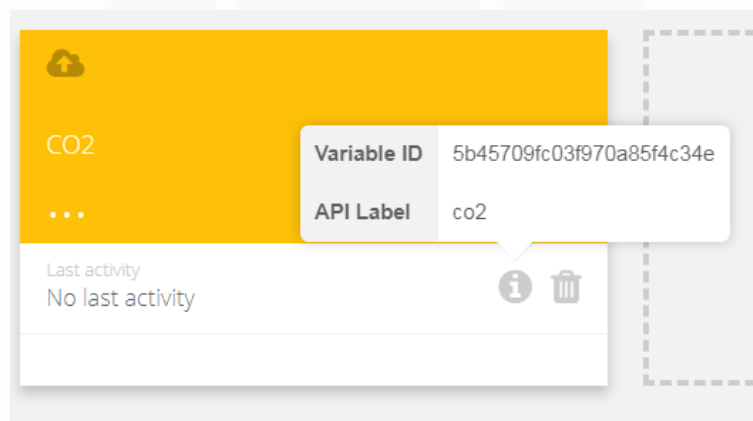 CO2
...
Variable ID 5b45709fc03f970a85f4c34e
API Label co2
Last activity
No last activity